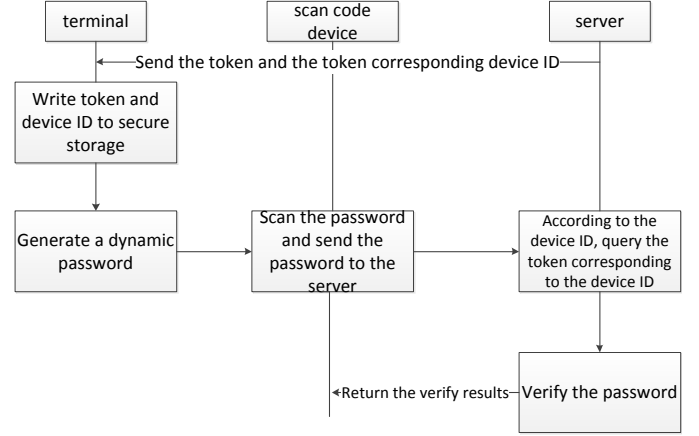 terminal
scan code
device
server
Send the token and the token corresponding device ID
Write token and
device ID to secure
storage
Generate a dynamic
password
Scan the password
and send the
password to the
server
According to the
device ID, query the
token corresponding
to the device ID
Return the verify results
Verify the password